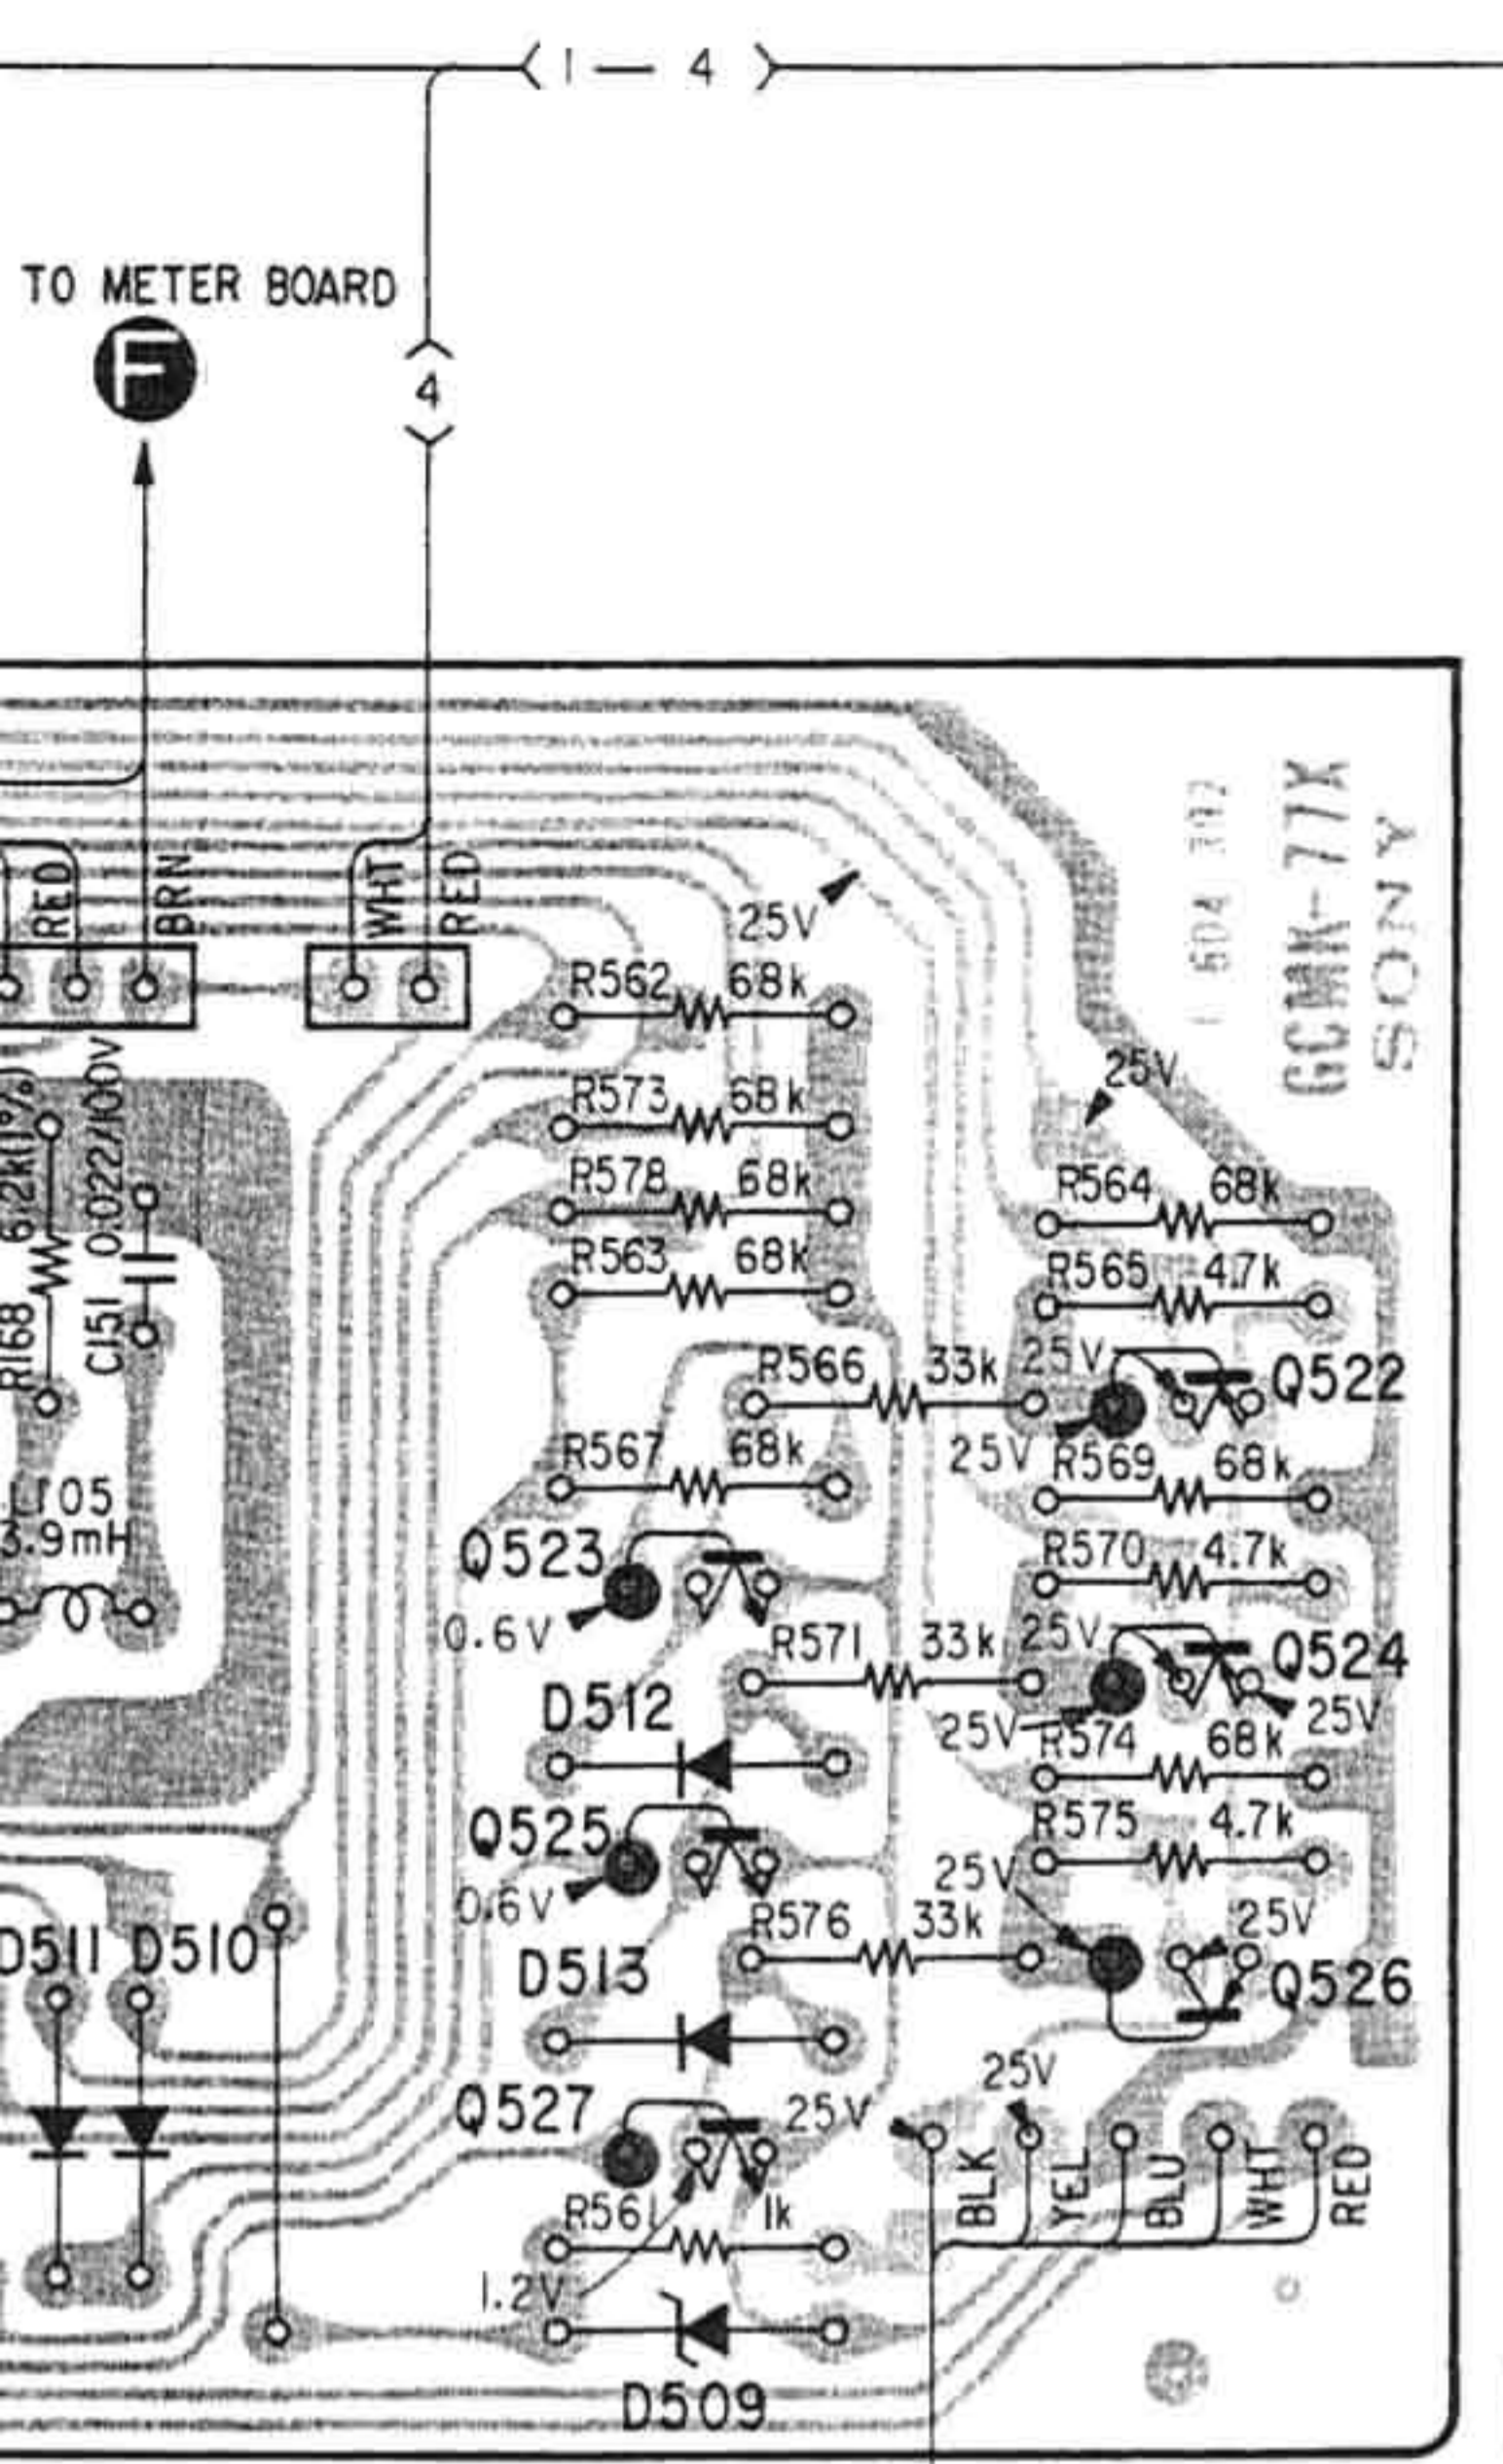 1 — 4
TO METER BOARD
F
4
RED
BRN
WHT
RED
25V
GCMK-77X
SONY
R562 68k
25V
R573 68k
R578 68k
R564 68k
R563 68k
R565 4.7k
6.2k(1%)
R168
0.022/100V
C151
R566 33k
25V
Q522
R567 68k
25V
R569 68k
3.9mH
Q523
R570 4.7k
0.6V
R571 33k
25V
Q524
D512
25V
25V
R574 68k
Q525
R575 4.7k
25V
0.6V
R576 33k
25V
D511 D510
D513
Q526
25V
Q527
25V
BLK
YEL
BLU
WHT
RED
R561 1k
1.2V
D509